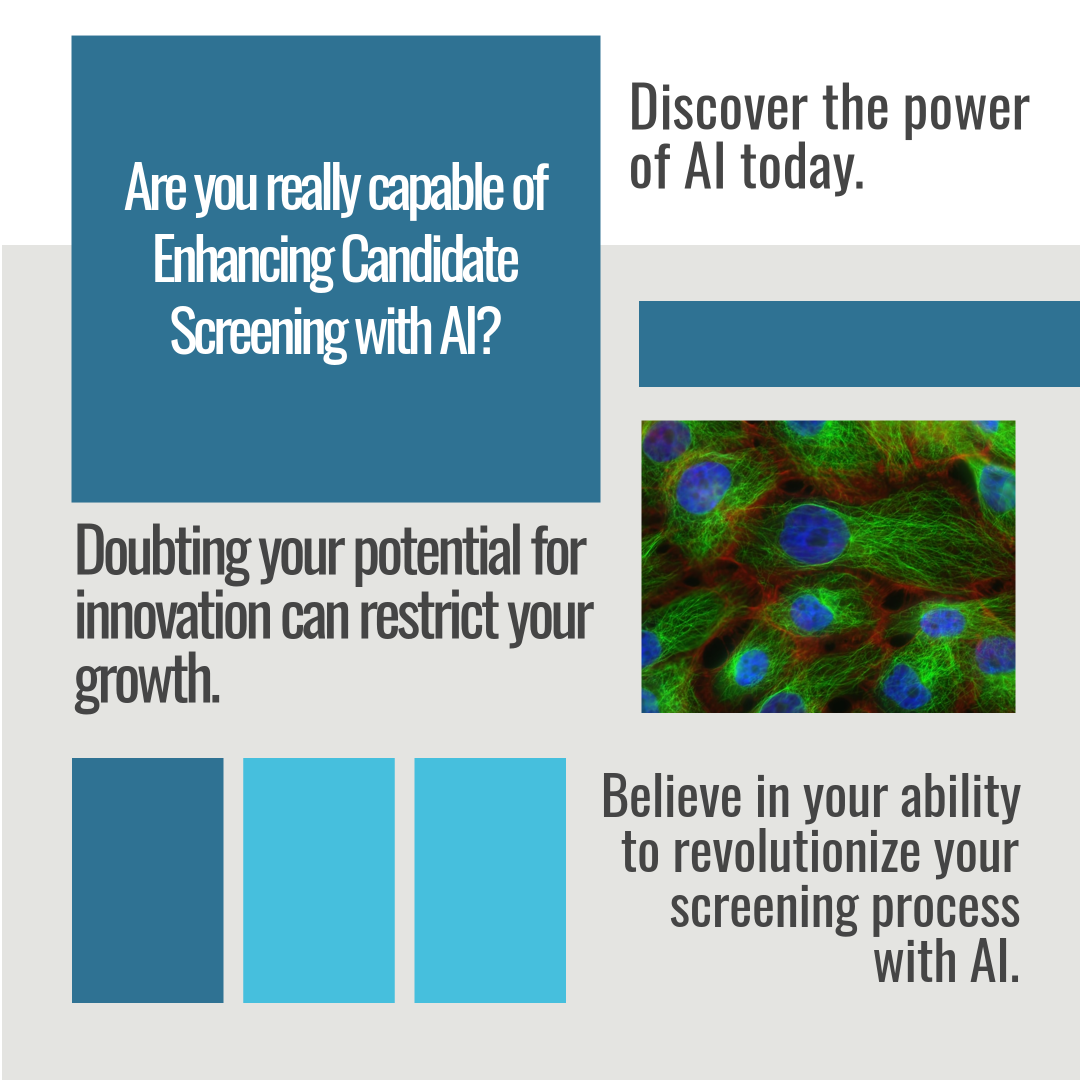 Are you really capable of
Enhancing Candidate
Screening with AI?
Discover the power
of AI today.
Doubting your potential for
innovation can restrict your
growth.
Believe in your ability
to revolutionize your
screening process
with AI.